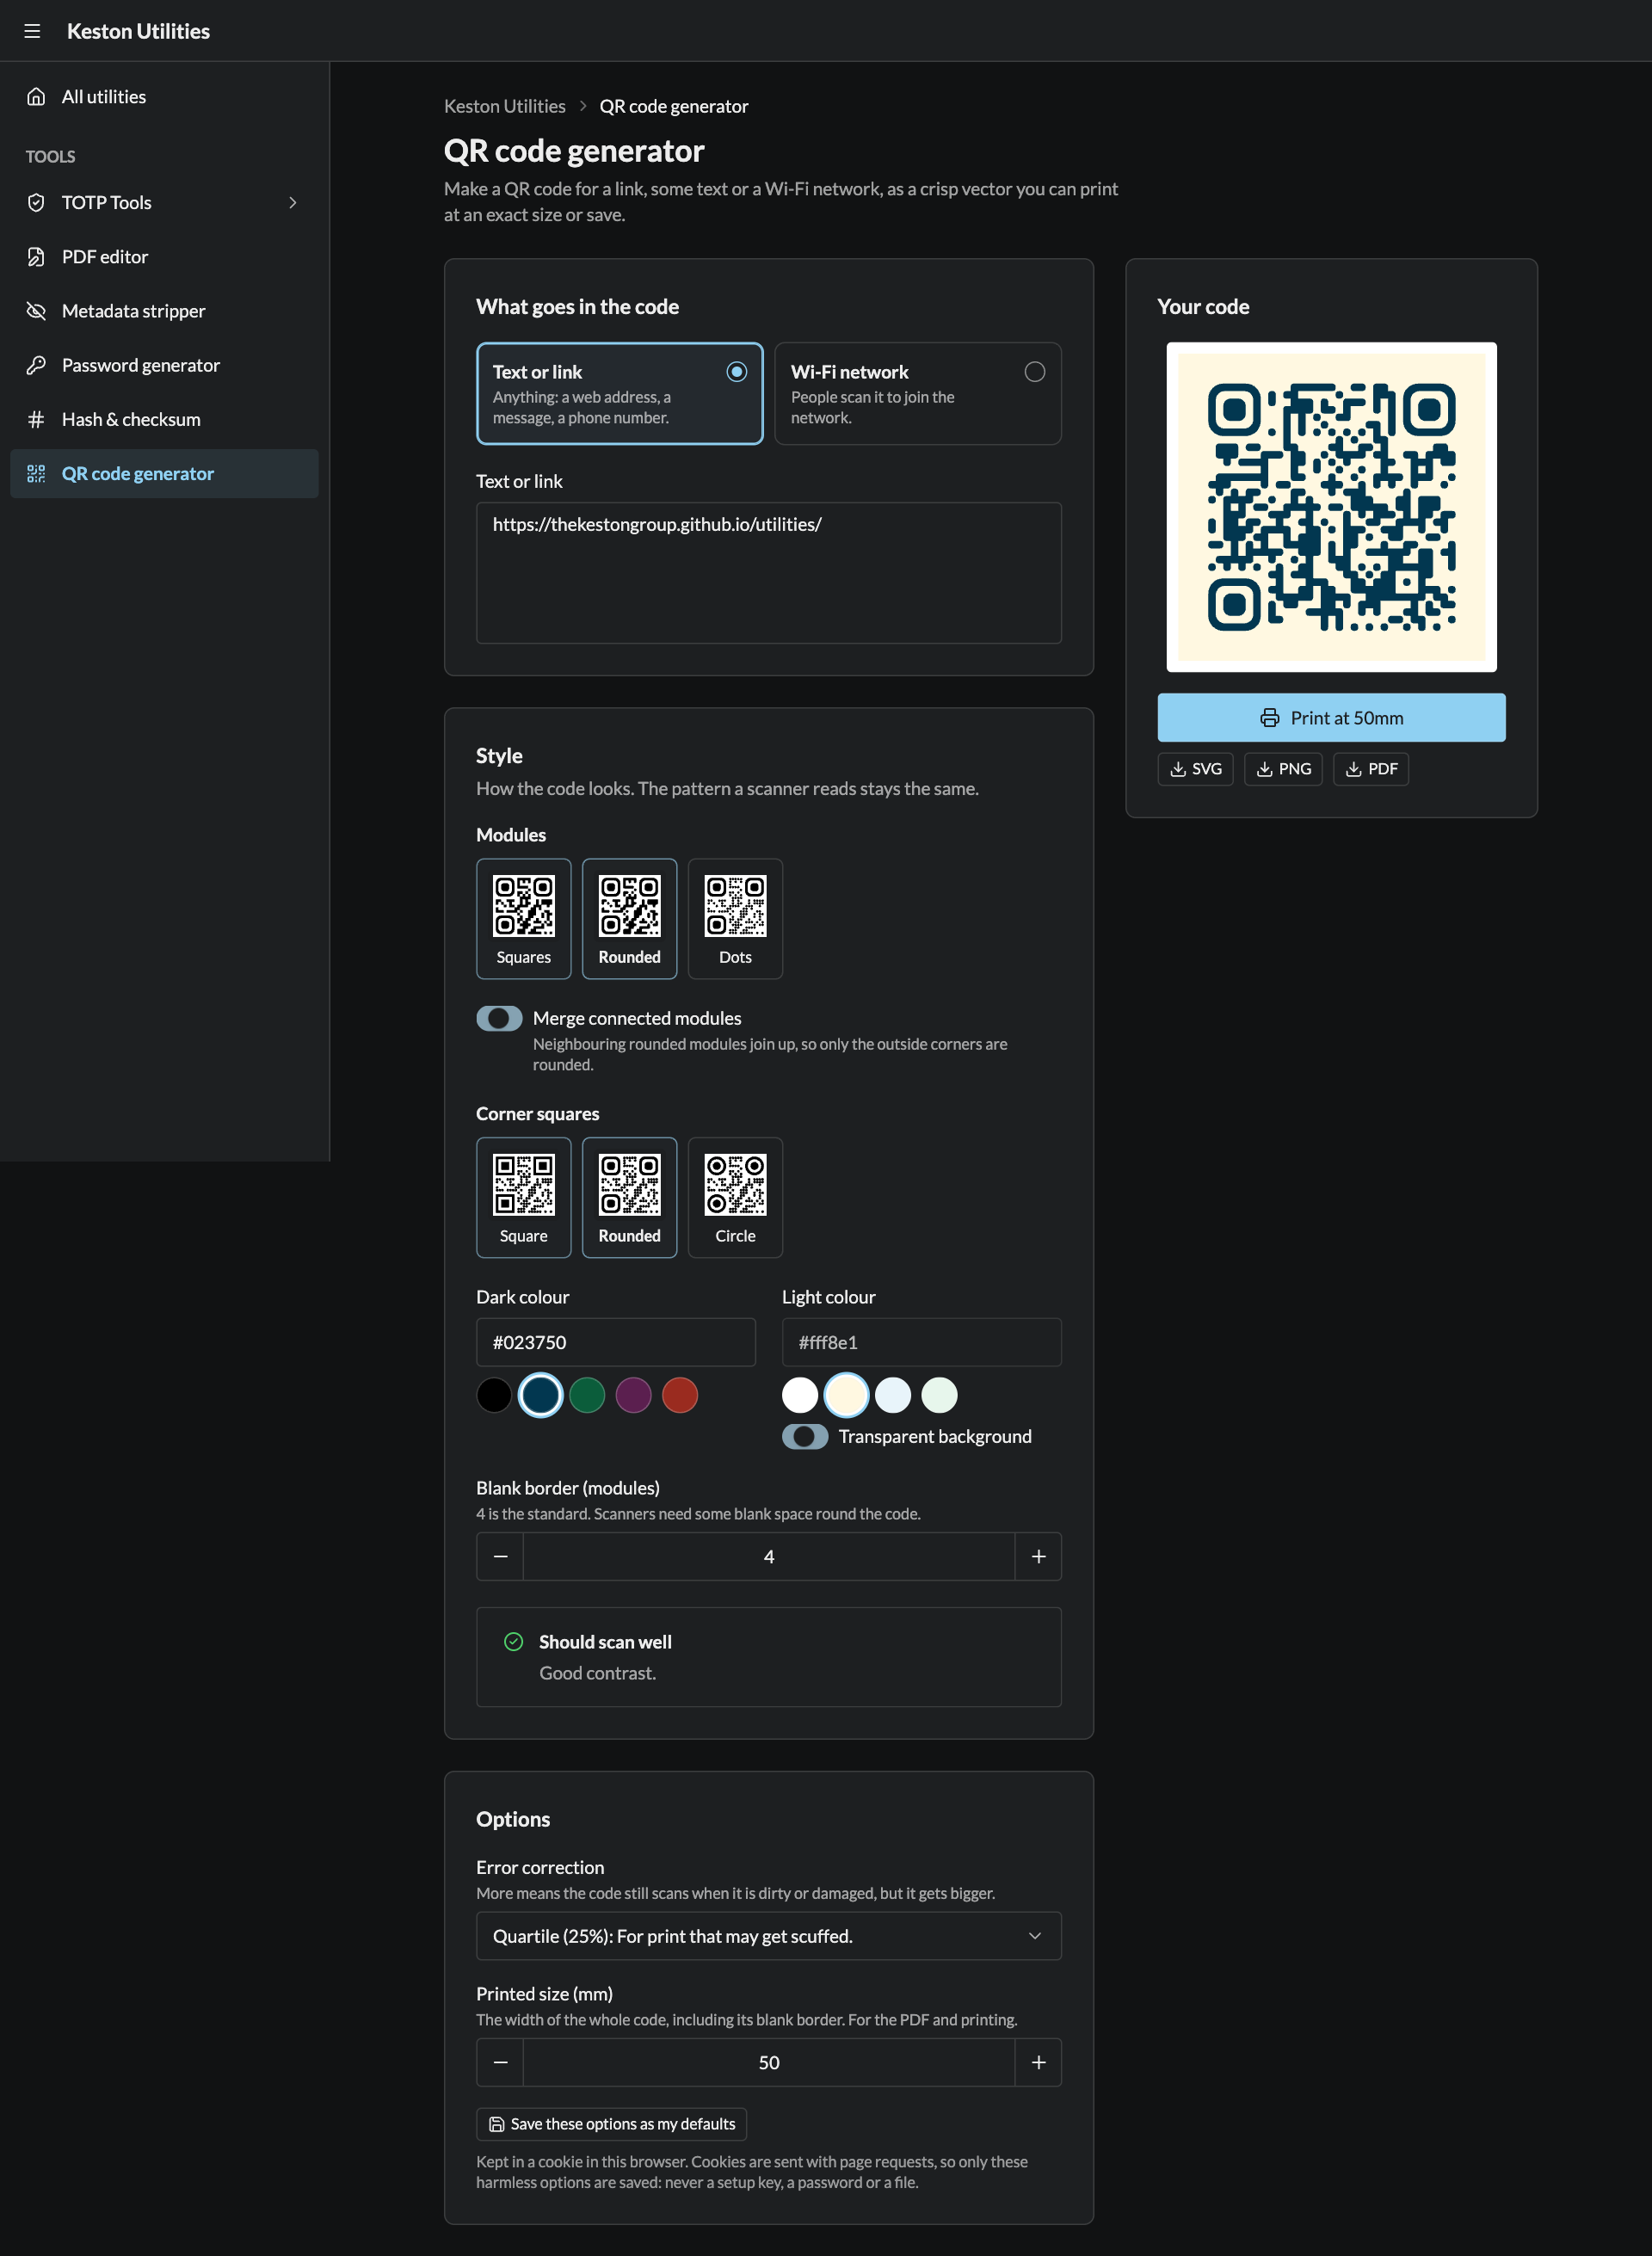 Keston Utilities
All utilities
TOOLS
TOTP Tools
PDF editor
Metadata stripper
Password generator
Hash & checksum
QR code generator
Keston Utilities > QR code generator
QR code generator
Make a QR code for a link, some text or a Wi-Fi network, as a crisp vector you can print
at an exact size or save.
What goes in the code
Text or link
Anything: a web address, a
message, a phone number.
Wi-Fi network
People scan it to join the
network.
Text or link
https://thekestongroup.github.io/utilities/
Your code
Print at 50mm
SVG
PNG
PDF
Style
How the code looks. The pattern a scanner reads stays the same.
Modules
Squares
Rounded
Dots
Merge connected modules
Neighbouring rounded modules join up, so only the outside corners are
rounded.
Corner squares
Square
Rounded
Circle
Dark colour
#023750
Light colour
#fff8e1
Transparent background
Blank border (modules)
4 is the standard. Scanners need some blank space round the code.
4
Should scan well
Good contrast.
Options
Error correction
More means the code still scans when it is dirty or damaged, but it gets bigger.
Quartile (25%): For print that may get scuffed.
Printed size (mm)
The width of the whole code, including its blank border. For the PDF and printing.
50
Save these options as my defaults
Kept in a cookie in this browser. Cookies are sent with page requests, so only these
harmless options are saved: never a setup key, a password or a file.